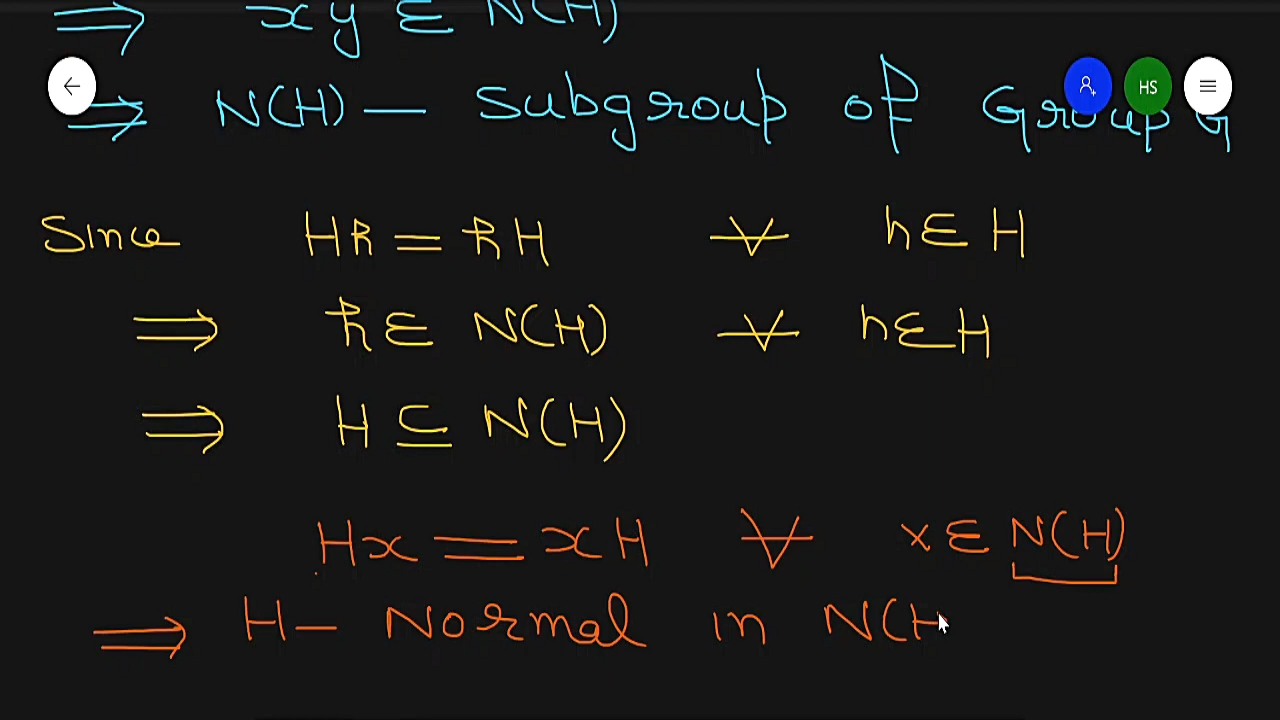 ⟹ xy ∈ N(H)
⟹ N(H) — Subgroup of Group G
HS
Since Hh = hH ∀ h ∈ H
⟹ h ∈ N(H) ∀ h ∈ H
⟹ H ⊆ N(H)
Hx = xH ∀ x ∈ N(H)
⟹ H – Normal in N(H